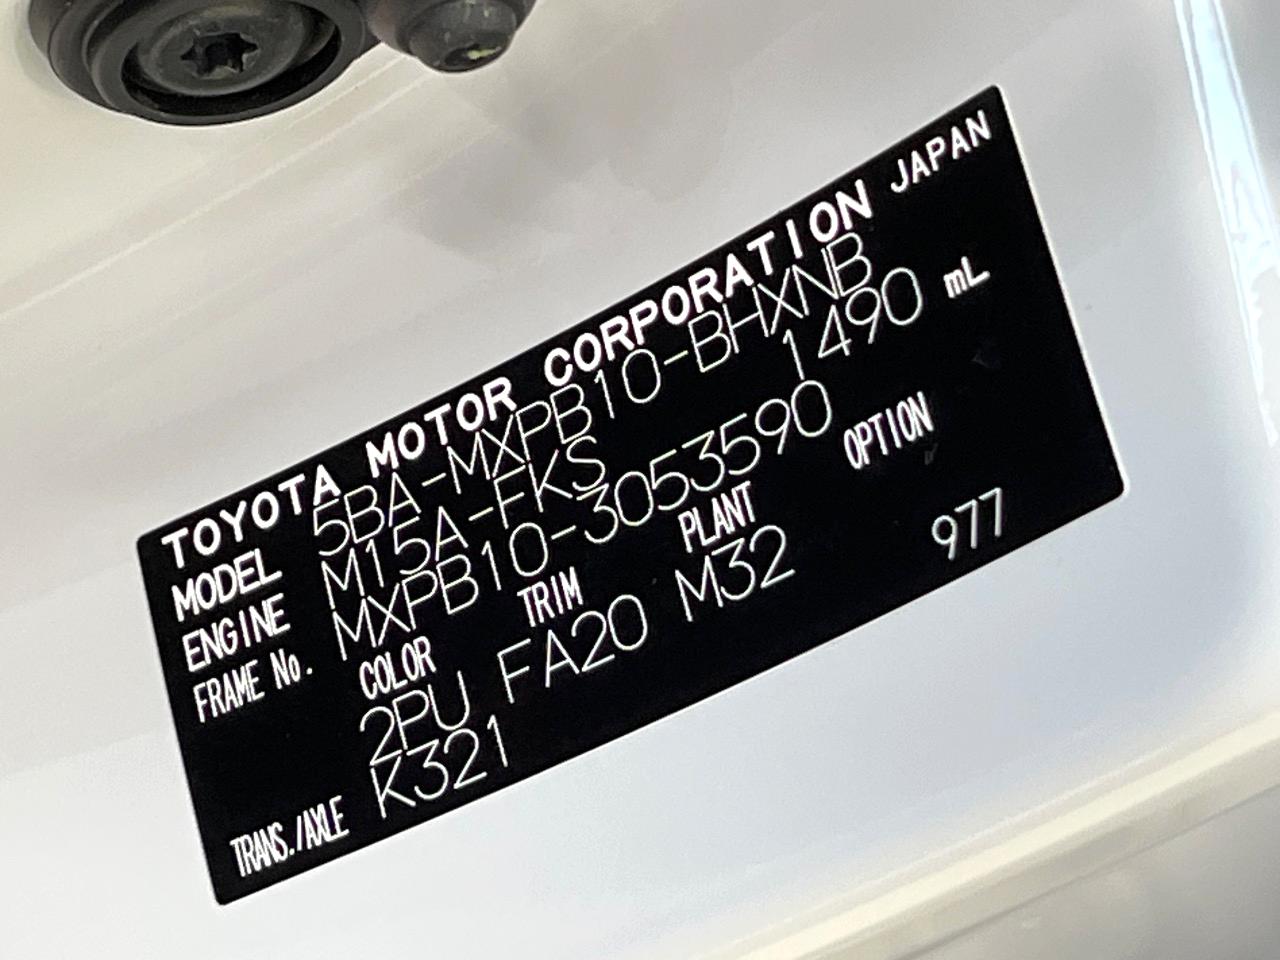 TOYOTA MOTOR CORPORATION JAPAN
MODEL 5BA-MXPB10-BHXNB
ENGINE M15A-FKS 1490 mL
FRAME No. MXPB10-3053590
COLOR TRIM PLANT OPTION
2PU FA20 M32 977
TRANS./AXLE K321